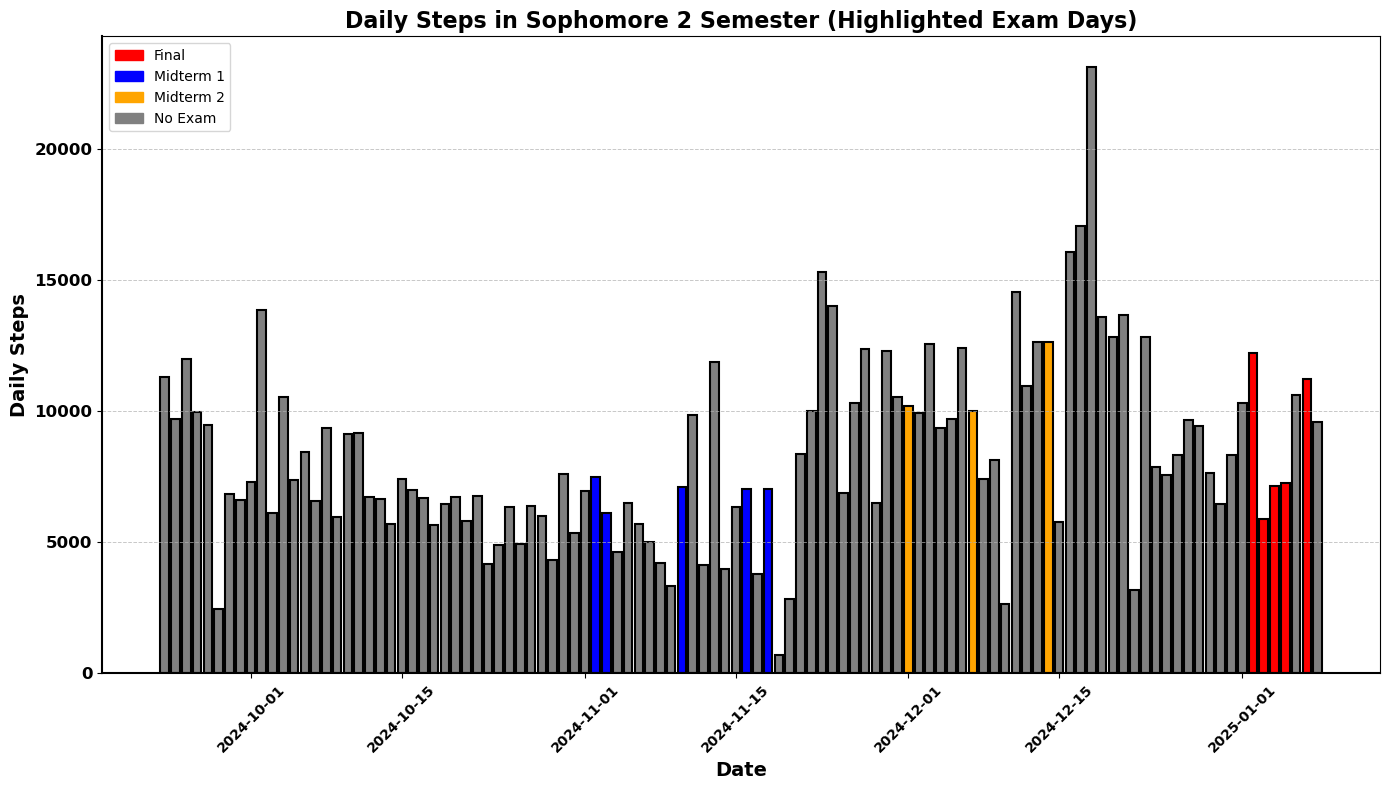 Daily Steps in Sophomore 2 Semester (Highlighted Exam Days)
Final
Midterm 1
Midterm 2
No Exam
20000
15000
10000
5000
0
Daily Steps
2024-10-01
2024-10-15
2024-11-01
2024-11-15
2024-12-01
2024-12-15
2025-01-01
Date